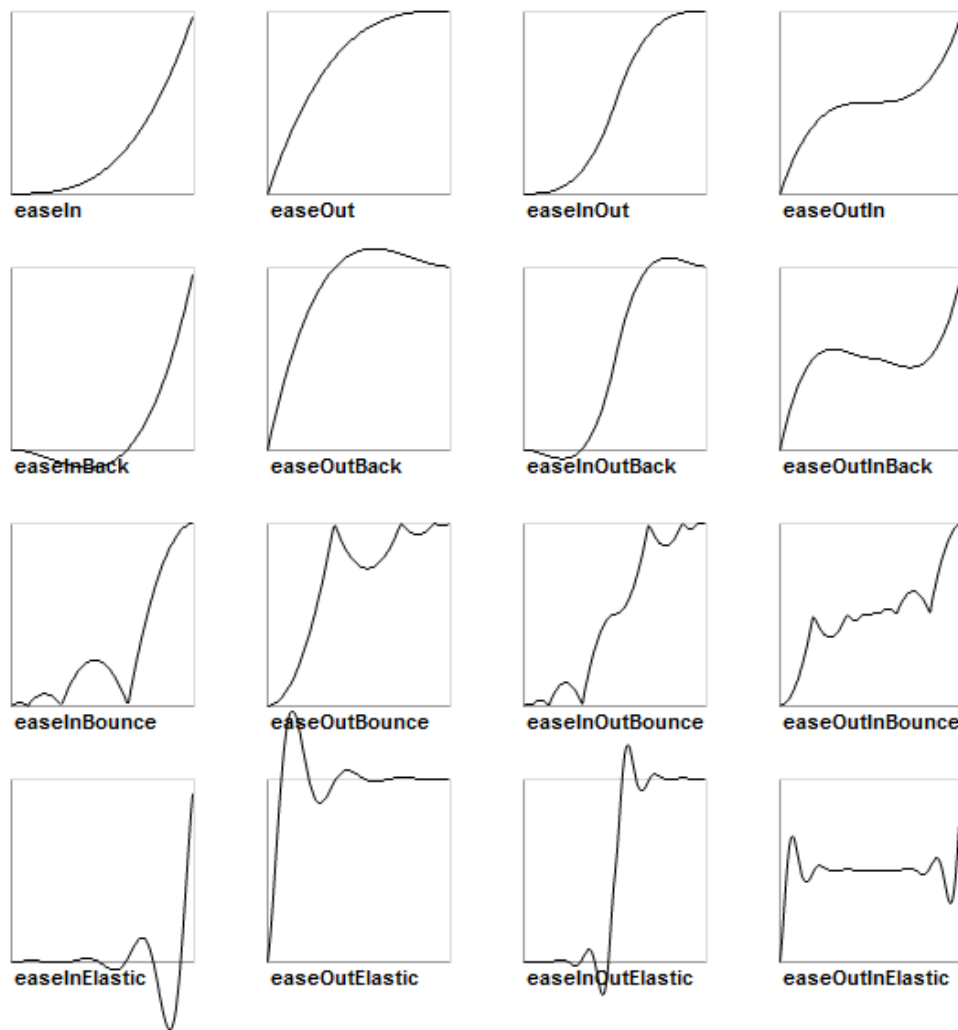 easeIn easeOut easeInOut easeOutIn
easeInBack easeOutBack easeInOutBack easeOutInBack
easeInBounce easeOutBounce easeInOutBounce easeOutInBounce
easeInElastic easeOutElastic easeInOutElastic easeOutInElastic